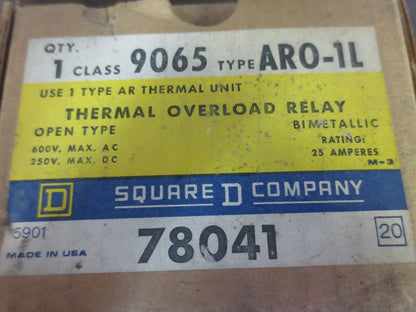 QTY.
1 CLASS 9065 TYPE ARO-1L
USE 1 TYPE AR THERMAL UNIT
THERMAL OVERLOAD RELAY
OPEN TYPE BIMETALLIC
600V. MAX. AC RATING:
250V. MAX. DC 25 AMPERES
M-3
D SQUARE D COMPANY
5901 78041 20
MADE IN USA